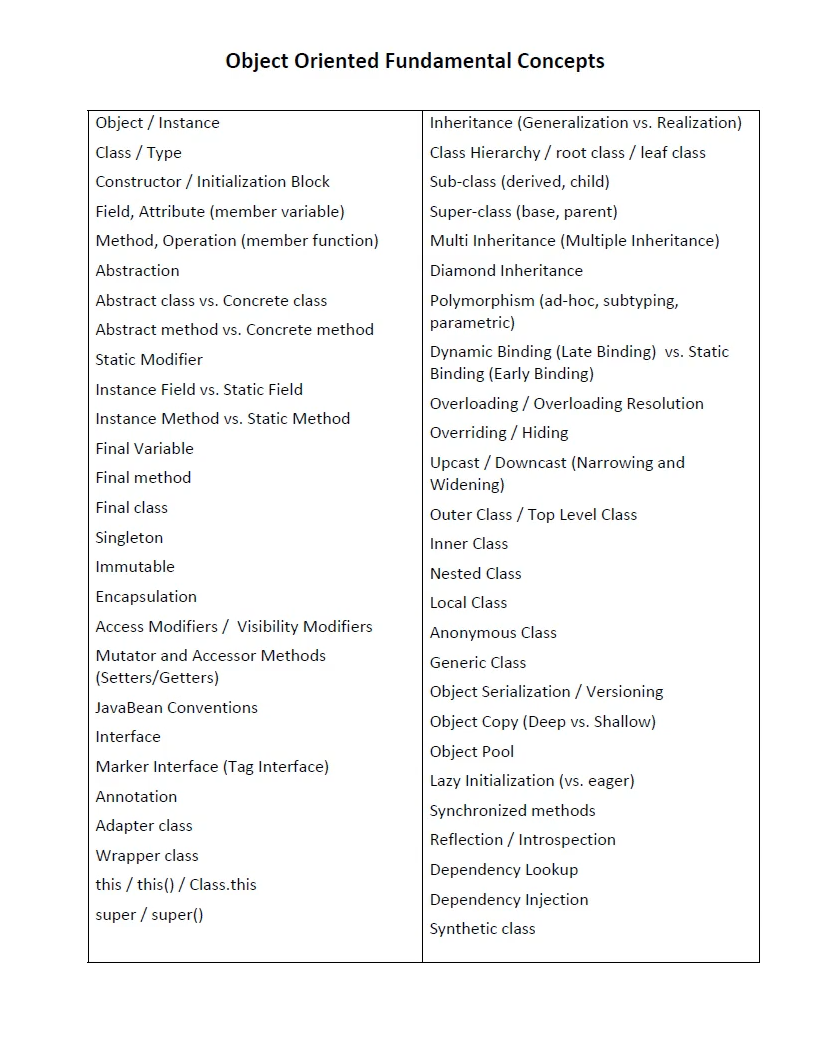 Object Oriented Fundamental Concepts
Object / Instance
Class / Type
Constructor / Initialization Block
Field, Attribute (member variable)
Method, Operation (member function)
Abstraction
Abstract class vs. Concrete class
Abstract method vs. Concrete method
Static Modifier
Instance Field vs. Static Field
Instance Method vs. Static Method
Final Variable
Final method
Final class
Singleton
Immutable
Encapsulation
Access Modifiers /  Visibility Modifiers
Mutator and Accessor Methods
(Setters/Getters)
JavaBean Conventions
Interface
Marker Interface (Tag Interface)
Annotation
Adapter class
Wrapper class
this / this() / Class.this
super / super()
Inheritance (Generalization vs. Realization)
Class Hierarchy / root class / leaf class
Sub-class (derived, child)
Super-class (base, parent)
Multi Inheritance (Multiple Inheritance)
Diamond Inheritance
Polymorphism (ad-hoc, subtyping,
parametric)
Dynamic Binding (Late Binding)  vs. Static
Binding (Early Binding)
Overloading / Overloading Resolution
Overriding / Hiding
Upcast / Downcast (Narrowing and
Widening)
Outer Class / Top Level Class
Inner Class
Nested Class
Local Class
Anonymous Class
Generic Class
Object Serialization / Versioning
Object Copy (Deep vs. Shallow)
Object Pool
Lazy Initialization (vs. eager)
Synchronized methods
Reflection / Introspection
Dependency Lookup
Dependency Injection
Synthetic class